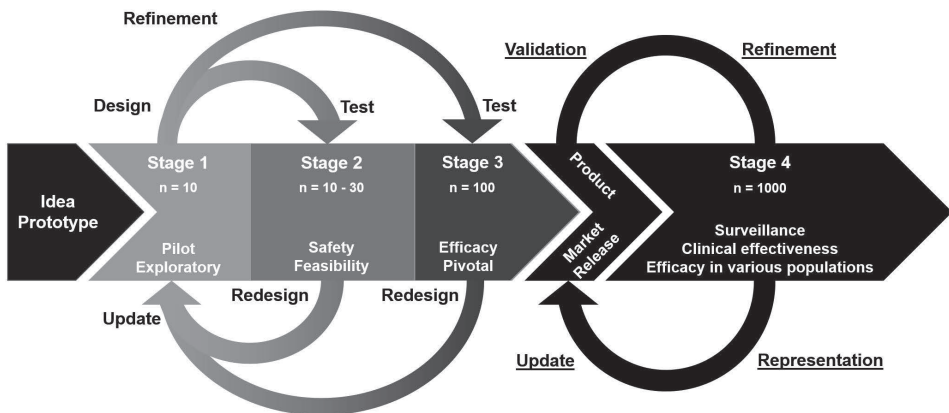 Refinement
Validation
Refinement
Design
Test
Test
Idea
Prototype
Stage 1
n = 10
Pilot
Exploratory
Stage 2
n = 10 - 30
Safety
Feasibility
Stage 3
n = 100
Efficacy
Pivotal
Product
Market
Release
Stage 4
n = 1000
Surveillance
Clinical effectiveness
Efficacy in various populations
Update
Redesign
Redesign
Update
Representation